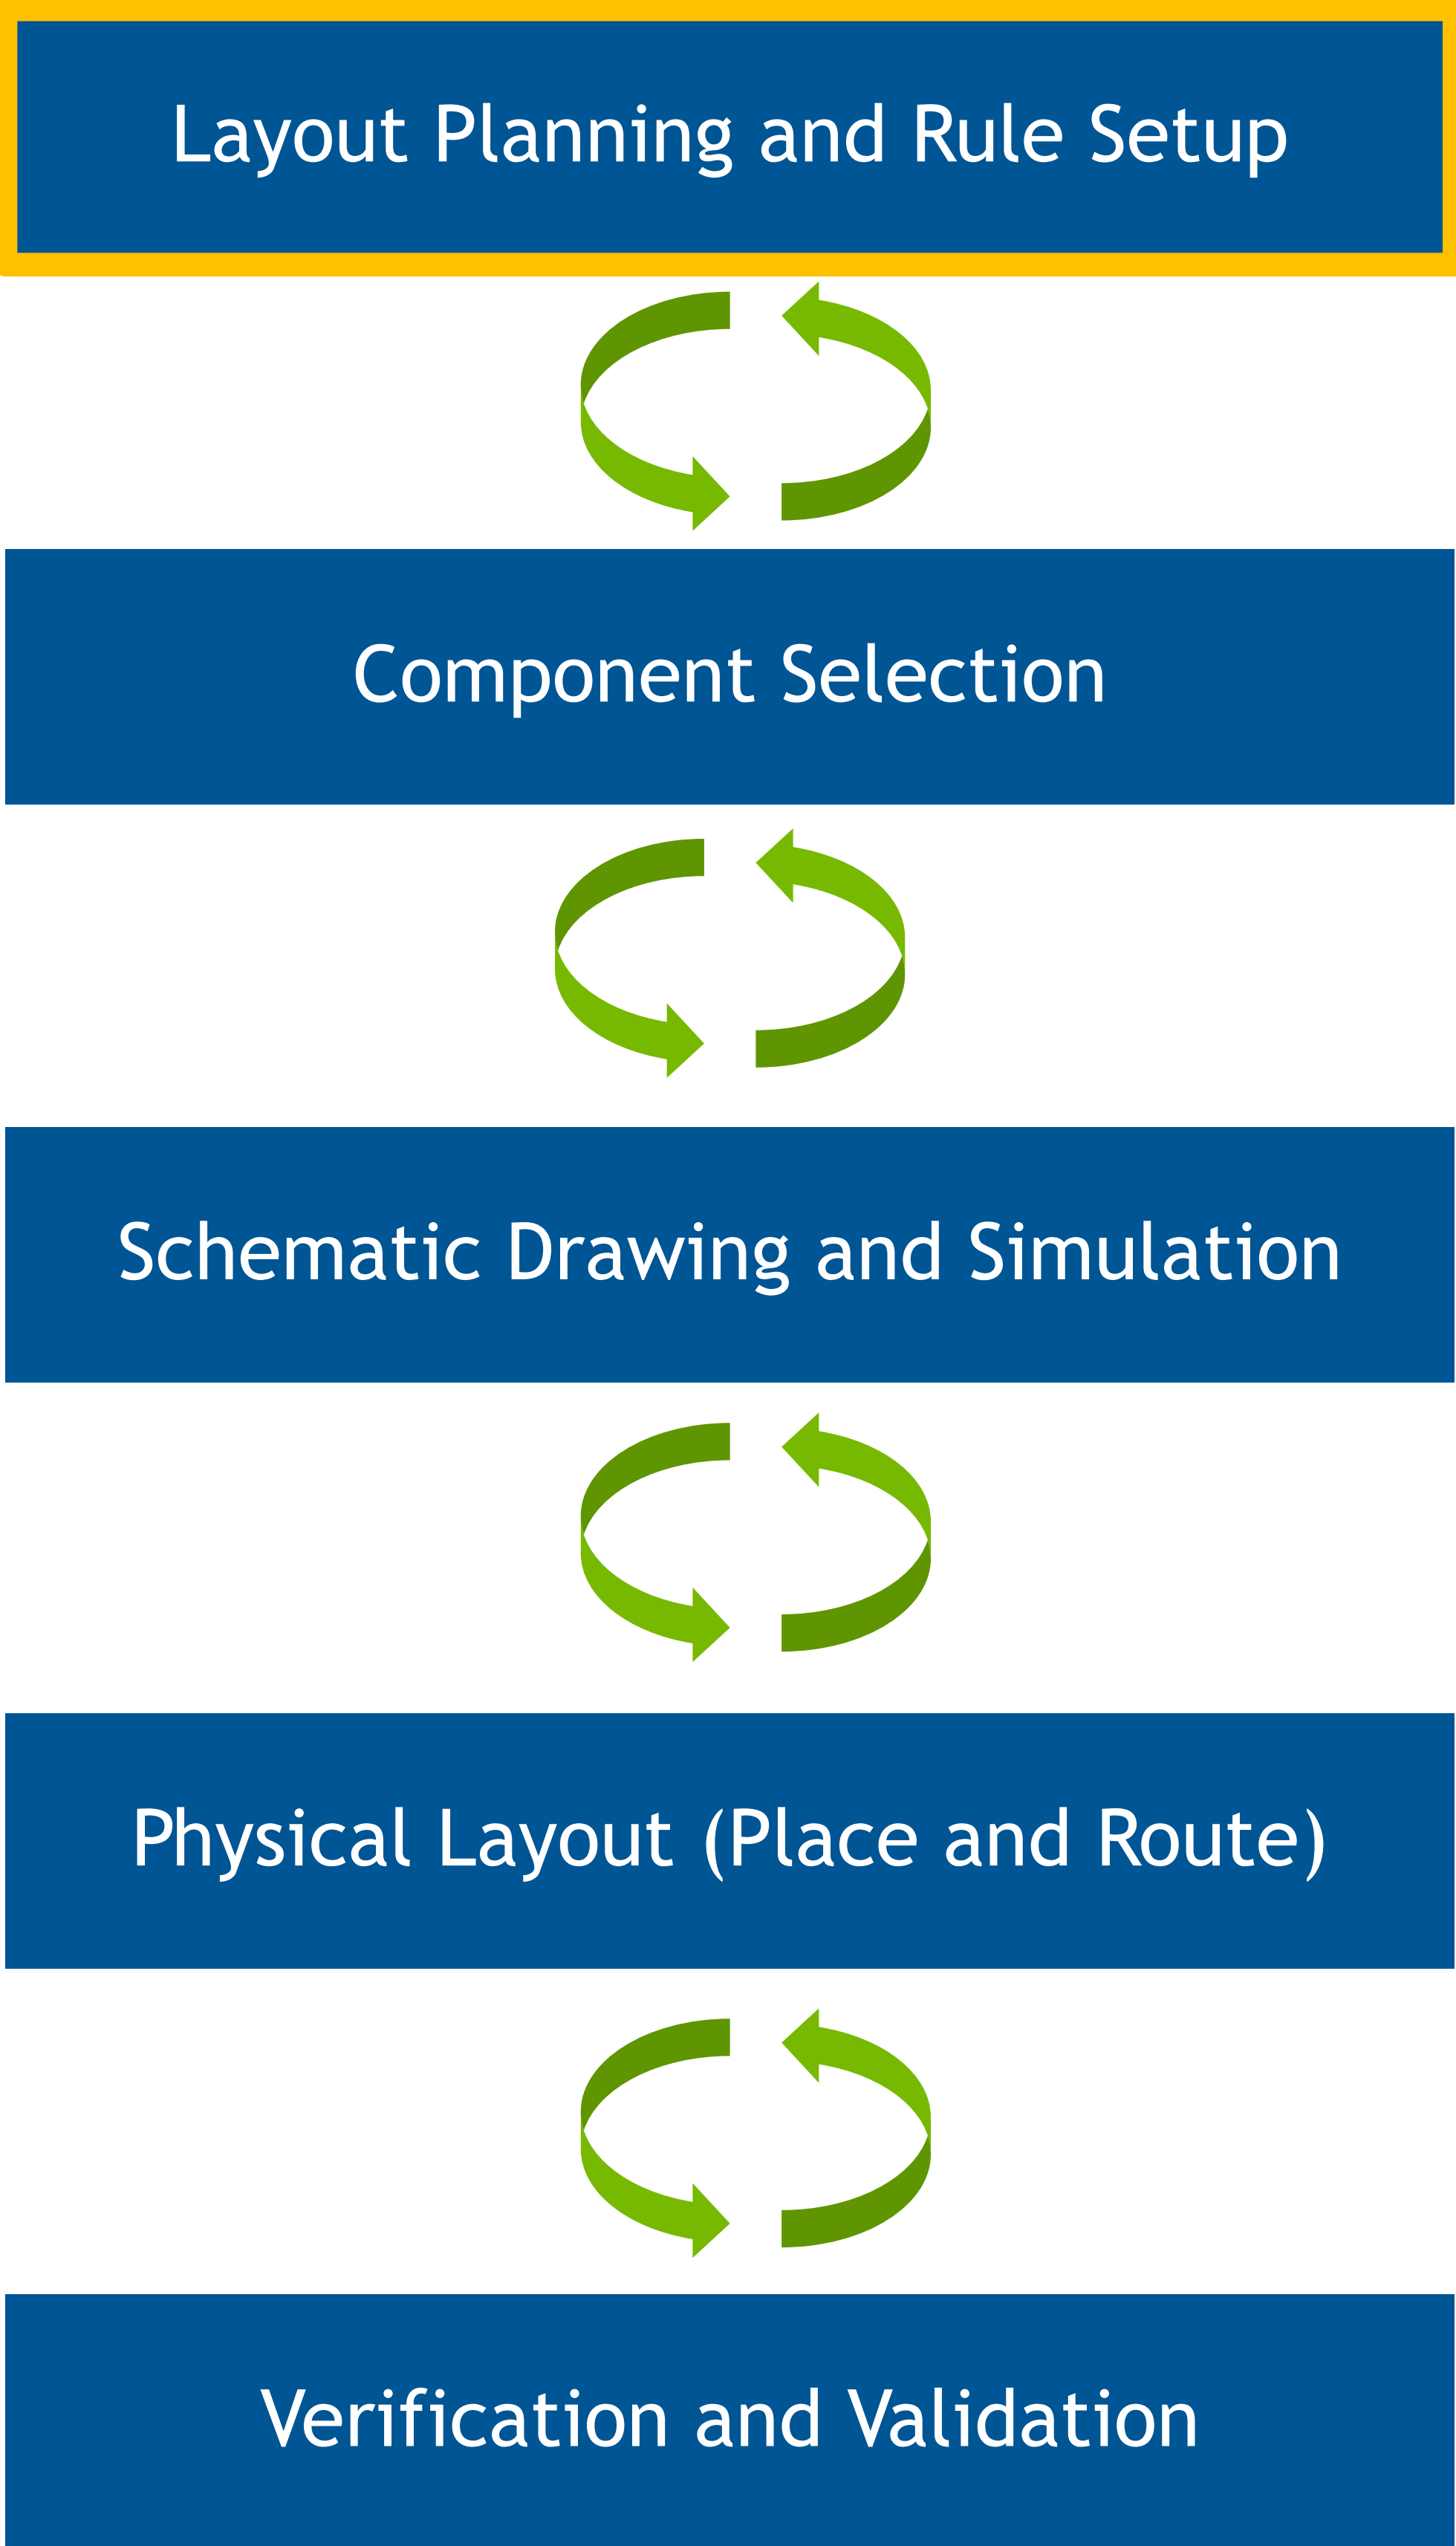 Layout Planning and Rule Setup
Component Selection
Schematic Drawing and Simulation
Physical Layout (Place and Route)
Verification and Validation